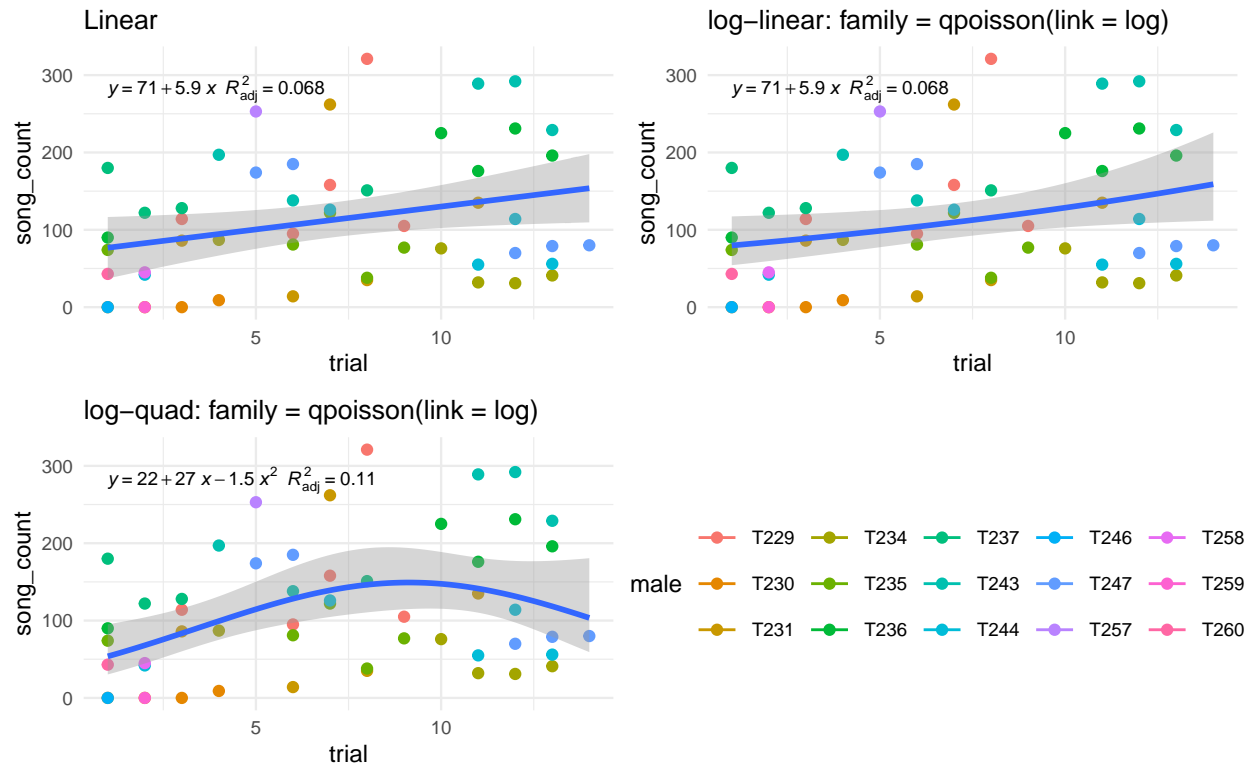 Linear
y = 71 + 5.9 x R²adj = 0.068
300
200
100
0
song_count
5 10
trial
log−linear: family = qpoisson(link = log)
y = 71 + 5.9 x R²adj = 0.068
300
200
100
0
song_count
5 10
trial
log−quad: family = qpoisson(link = log)
y = 22 + 27 x − 1.5 x² R²adj = 0.11
300
200
100
0
song_count
5 10
trial
male
T229 T234 T237 T246 T258
T230 T235 T243 T247 T259
T231 T236 T244 T257 T260